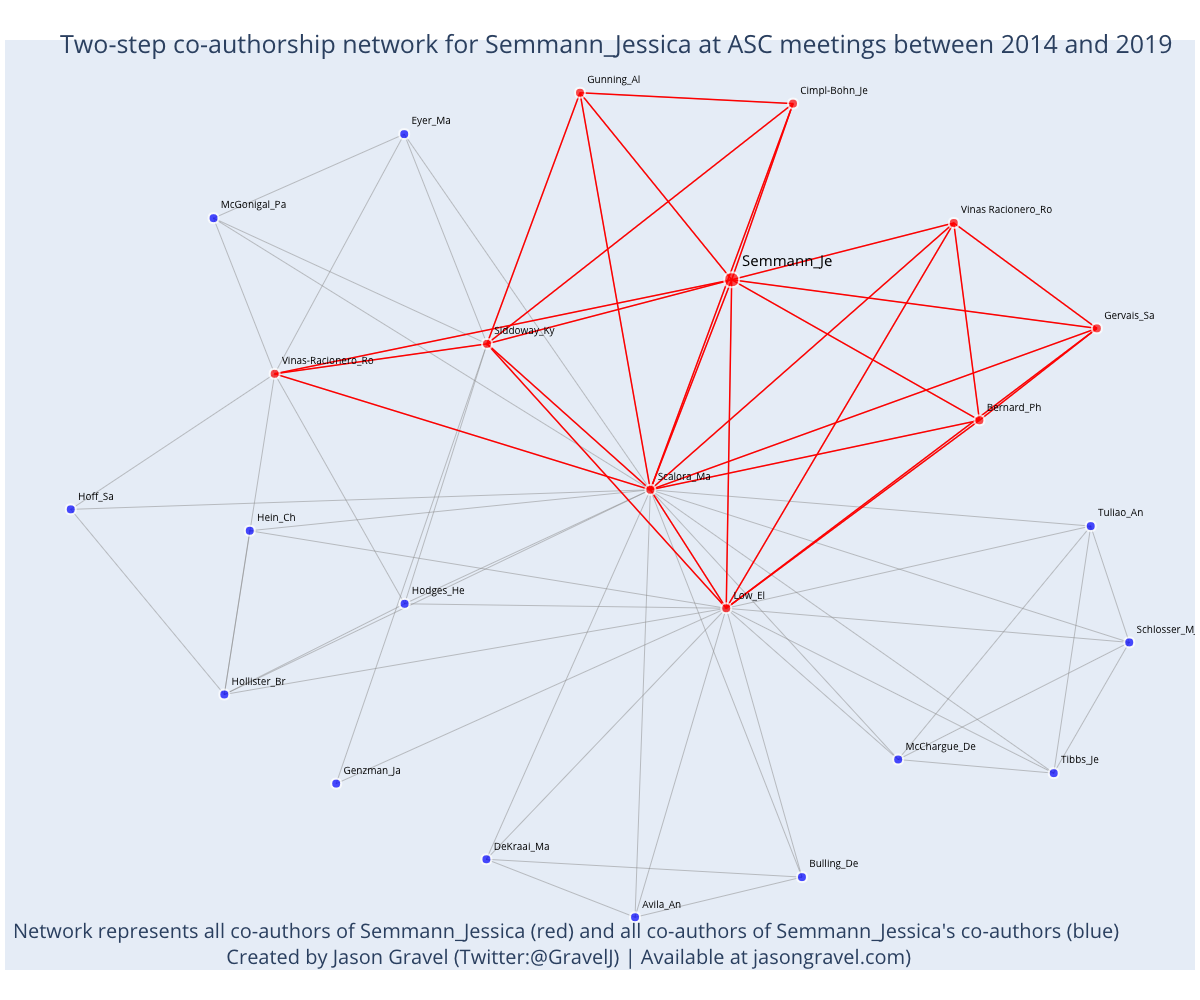 Two-step co-authorship network for Semmann_Jessica at ASC meetings between 2014 and 2019
Gunning_Al
Cimpl-Bohn_Je
Eyer_Ma
McGonigal_Pa
Vinas Racionero_Ro
Semmann_Je
Gervais_Sa
Siddoway_Ky
Vinas-Racionero_Ro
Bernard_Ph
Scalora_Ma
Hoff_Sa
Tuliao_An
Hein_Ch
Hodges_He
Low_El
Schlosser_M
Hollister_Br
McChargue_De
Tibbs_Je
Genzman_Ja
DeKraai_Ma
Bulling_De
Avila_An
Network represents all co-authors of Semmann_Jessica (red) and all co-authors of Semmann_Jessica's co-authors (blue)
Created by Jason Gravel (Twitter:@GravelJ) | Available at jasongravel.com)